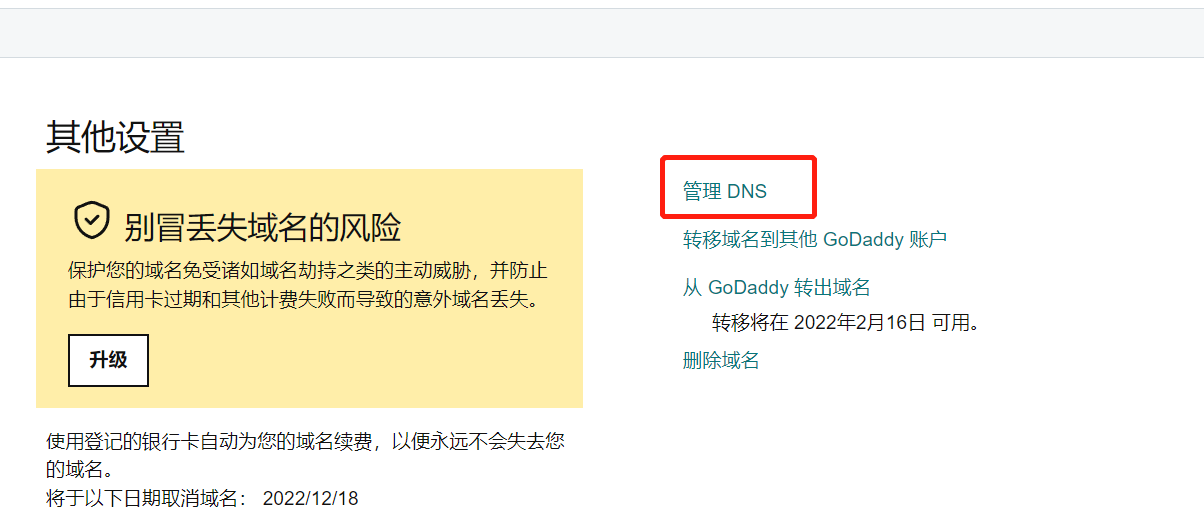 其他设置
别冒丢失域名的风险
保护您的域名免受诸如域名劫持之类的主动威胁，并防止
由于信用卡过期和其他计费失败而导致的意外域名丢失。
升级
使用登记的银行卡自动为您的域名续费，以便永远不会失去您
的域名。
将于以下日期取消域名： 2022/12/18
管理 DNS
转移域名到其他 GoDaddy 账户
从 GoDaddy 转出域名
转移将在 2022年2月16日 可用。
删除域名